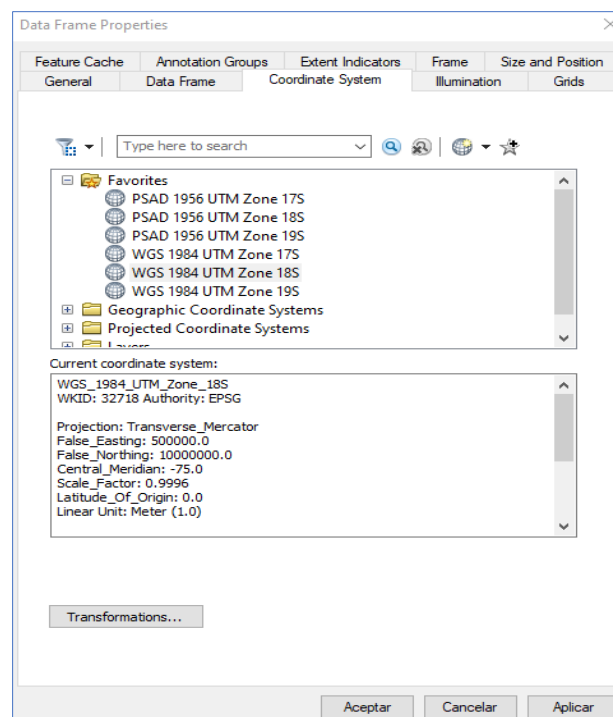 Data Frame Properties
Feature Cache Annotation Groups Extent Indicators Frame Size and Position
General Data Frame Coordinate System Illumination Grids
Type here to search
Favorites
PSAD 1956 UTM Zone 17S
PSAD 1956 UTM Zone 18S
PSAD 1956 UTM Zone 19S
WGS 1984 UTM Zone 17S
WGS 1984 UTM Zone 18S
WGS 1984 UTM Zone 19S
Geographic Coordinate Systems
Projected Coordinate Systems
Layers
Current coordinate system:
WGS_1984_UTM_Zone_18S
WKID: 32718 Authority: EPSG
Projection: Transverse_Mercator
False_Easting: 500000.0
False_Northing: 10000000.0
Central_Meridian: -75.0
Scale_Factor: 0.9996
Latitude_Of_Origin: 0.0
Linear Unit: Meter (1.0)
Transformations...
Aceptar Cancelar Aplicar